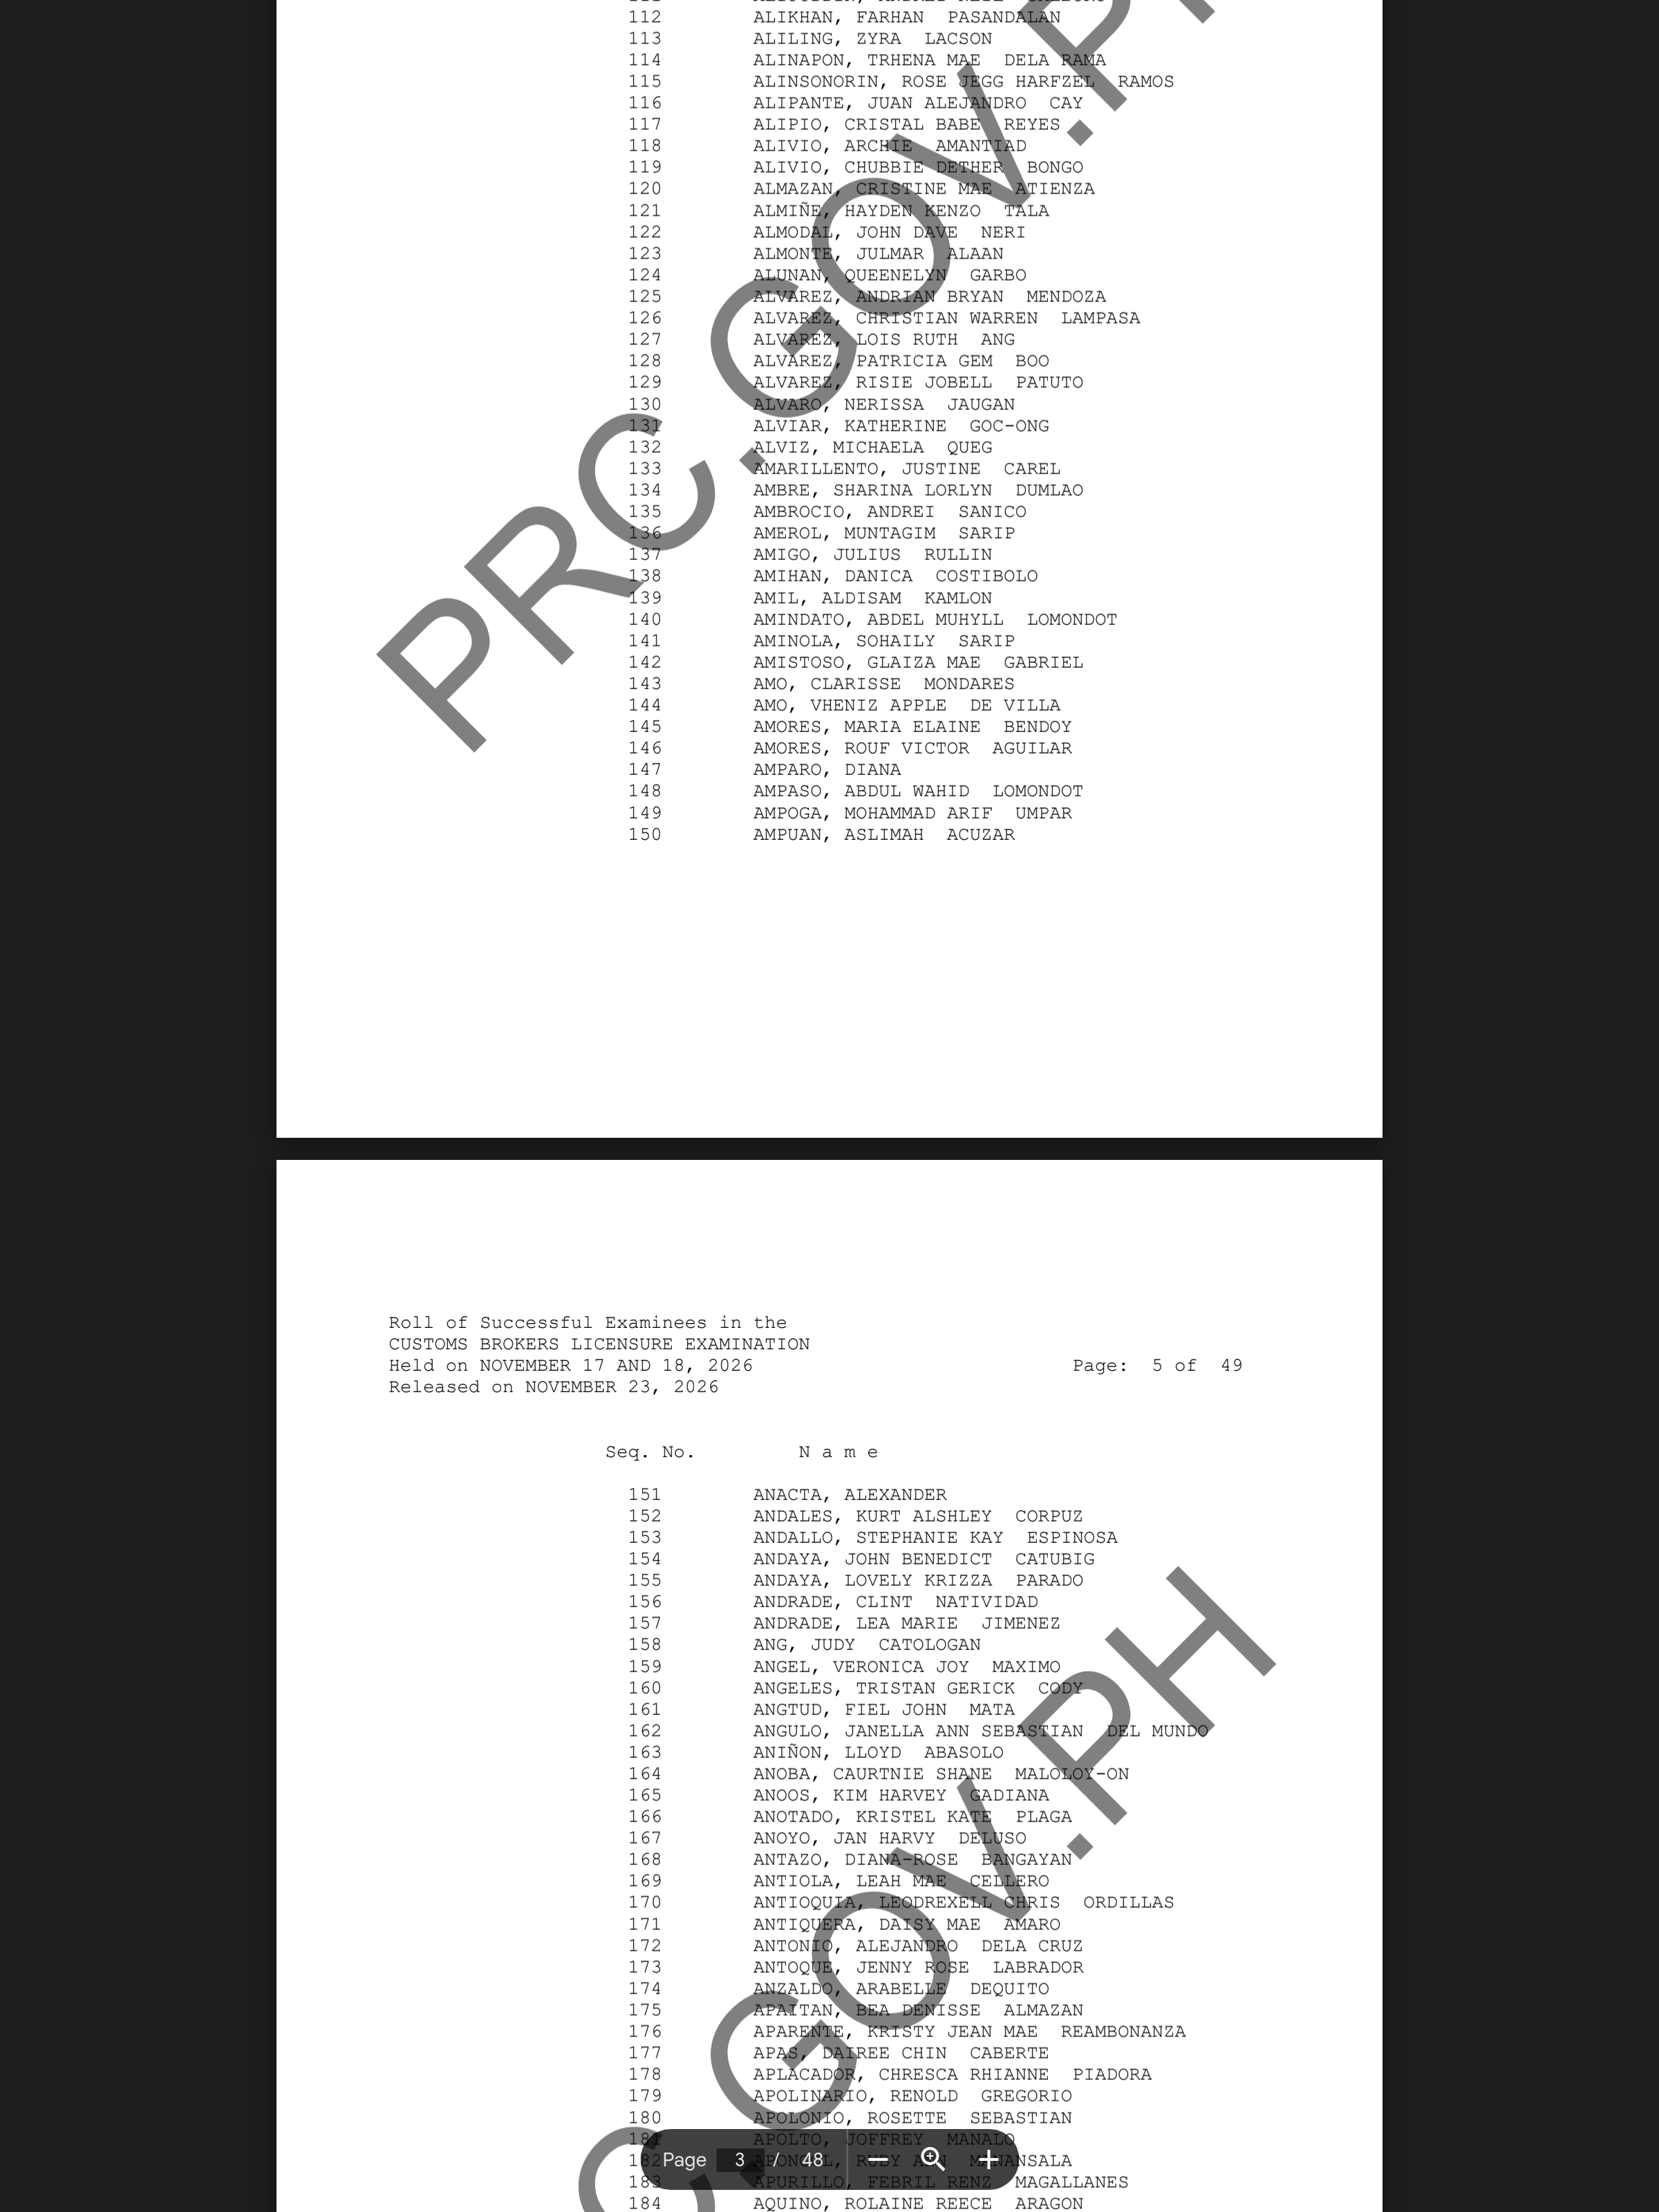 112 ALIKHAN, FARHAN PASANDALAN
113 ALILING, ZYRA LACSON
114 ALINAPON, TRHENA MAE DELA RAMA
115 ALINSONORIN, ROSE JEGG HARFZEL RAMOS
116 ALIPANTE, JUAN ALEJANDRO CAY
117 ALIPIO, CRISTAL BABE REYES
118 ALIVIO, ARCHIE AMANTIAD
119 ALIVIO, CHUBBIE DETHER BONGO
120 ALMAZAN, CRISTINE MAE ATIENZA
121 ALMIÑE, HAYDEN KENZO TALA
122 ALMODAL, JOHN DAVE NERI
123 ALMONTE, JULMAR ALAAN
124 ALUNAN, QUEENELYN GARBO
125 ALVAREZ, ANDRIAN BRYAN MENDOZA
126 ALVAREZ, CHRISTIAN WARREN LAMPASA
127 ALVAREZ, LOIS RUTH ANG
128 ALVAREZ, PATRICIA GEM BOO
129 ALVAREZ, RISIE JOBELL PATUTO
130 ALVARO, NERISSA JAUGAN
131 ALVIAR, KATHERINE GOC-ONG
132 ALVIZ, MICHAELA QUEG
133 AMARILLENTO, JUSTINE CAREL
134 AMBRE, SHARINA LORLYN DUMLAO
135 AMBROCIO, ANDREI SANICO
136 AMEROL, MUNTAGIM SARIP
137 AMIGO, JULIUS RULLIN
138 AMIHAN, DANICA COSTIBOLO
139 AMIL, ALDISAM KAMLON
140 AMINDATO, ABDEL MUHYLL LOMONDOT
141 AMINOLA, SOHAILY SARIP
142 AMISTOSO, GLAIZA MAE GABRIEL
143 AMO, CLARISSE MONDARES
144 AMO, VHENIZ APPLE DE VILLA
145 AMORES, MARIA ELAINE BENDOY
146 AMORES, ROUF VICTOR AGUILAR
147 AMPARO, DIANA
148 AMPASO, ABDUL WAHID LOMONDOT
149 AMPOGA, MOHAMMAD ARIF UMPAR
150 AMPUAN, ASLIMAH ACUZAR
PRC.GOV.PH
Roll of Successful Examinees in the
CUSTOMS BROKERS LICENSURE EXAMINATION
Held on NOVEMBER 17 AND 18, 2026 Page: 5 of 49
Released on NOVEMBER 23, 2026
Seq. No. N a m e
151 ANACTA, ALEXANDER
152 ANDALES, KURT ALSHLEY CORPUZ
153 ANDALLO, STEPHANIE KAY ESPINOSA
154 ANDAYA, JOHN BENEDICT CATUBIG
155 ANDAYA, LOVELY KRIZZA PARADO
156 ANDRADE, CLINT NATIVIDAD
157 ANDRADE, LEA MARIE JIMENEZ
158 ANG, JUDY CATOLOGAN
159 ANGEL, VERONICA JOY MAXIMO
160 ANGELES, TRISTAN GERICK CODY
161 ANGTUD, FIEL JOHN MATA
162 ANGULO, JANELLA ANN SEBASTIAN DEL MUNDO
163 ANIÑON, LLOYD ABASOLO
164 ANOBA, CAURTNIE SHANE MALOLOY-ON
165 ANOOS, KIM HARVEY GADIANA
166 ANOTADO, KRISTEL KATE PLAGA
167 ANOYO, JAN HARVY DELUSO
168 ANTAZO, DIANA-ROSE BANGAYAN
169 ANTIOLA, LEAH MAE CELLERO
170 ANTIOQUIA, LEODREXELL CHRIS ORDILLAS
171 ANTIQUERA, DAISY MAE AMARO
172 ANTONIO, ALEJANDRO DELA CRUZ
173 ANTOQUE, JENNY ROSE LABRADOR
174 ANZALDO, ARABELLE DEQUITO
175 APAITAN, BEA DENISSE ALMAZAN
176 APARENTE, KRISTY JEAN MAE REAMBONANZA
177 APAS, DAIREE CHIN CABERTE
178 APLACADOR, CHRESCA RHIANNE PIADORA
179 APOLINARIO, RENOLD GREGORIO
180 APOLONIO, ROSETTE SEBASTIAN
181 APOLTO, JOFFREY MANALO
182 RUBY MANANSALA
183 APURILLO, FEBRIL RENZ MAGALLANES
184 AQUINO, ROLAINE REECE ARAGON
GOV.PH
Page 3 / 48